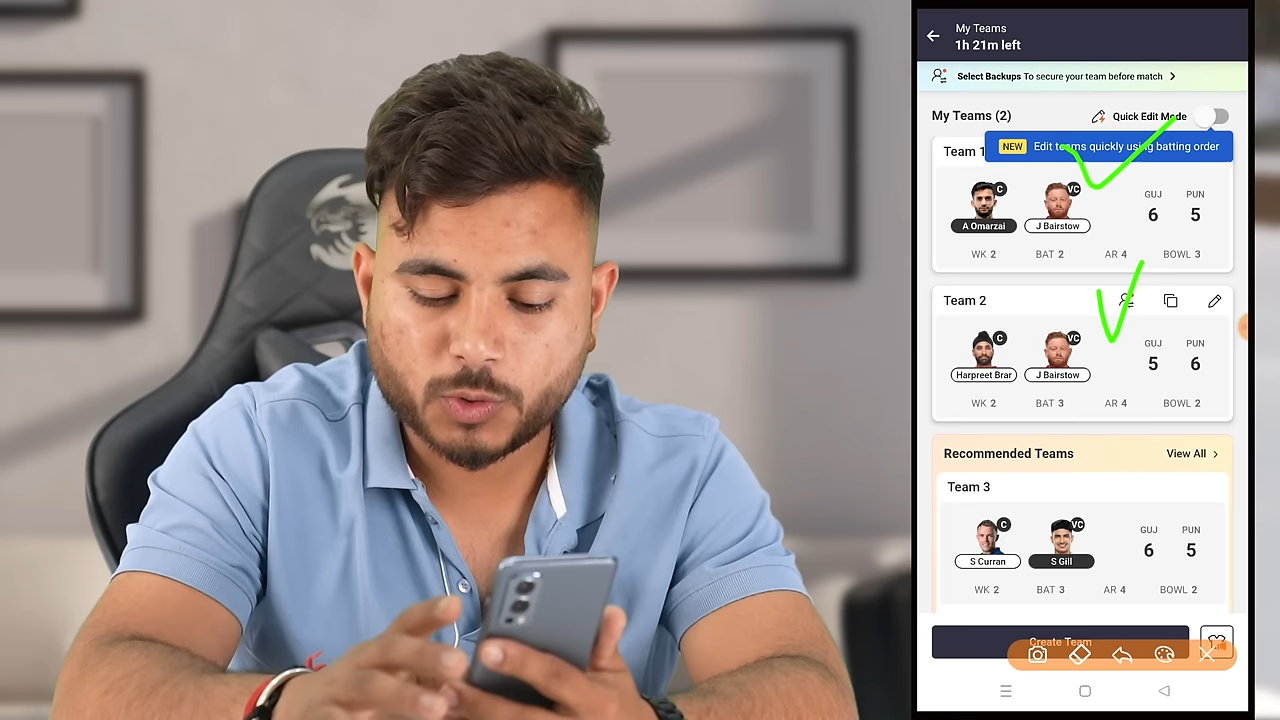 My Teams
1h 21m left
Select Backups To secure your team before match
My Teams (2)
Quick Edit Mode
Team 1
NEW Edit teams quickly using batting order
C
VC
GUJ PUN
A Omarzai J Bairstow
6 5
WK 2 BAT 2 AR 4 BOWL 3
Team 2
C
VC
GUJ PUN
Harpreet Brar J Bairstow
5 6
WK 2 BAT 3 AR 4 BOWL 2
Recommended Teams View All
Team 3
C
VC
GUJ PUN
S Curran S Gill
6 5
WK 2 BAT 3 AR 4 BOWL 2
Create Team